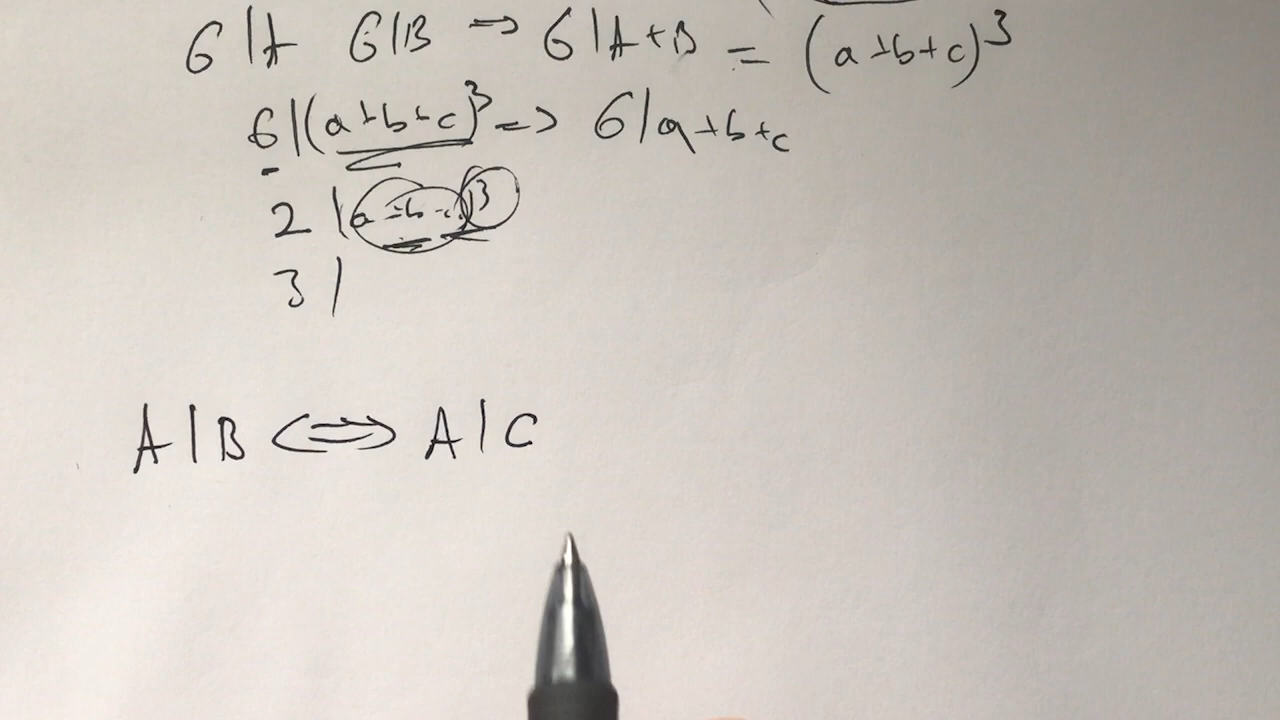 6|A 6|B => 6|A+B = (a+b+c)³
6|(a+b+c)³ => 6|a+b+c
2|(a+b+c)³
3|
A|B <=> A|C